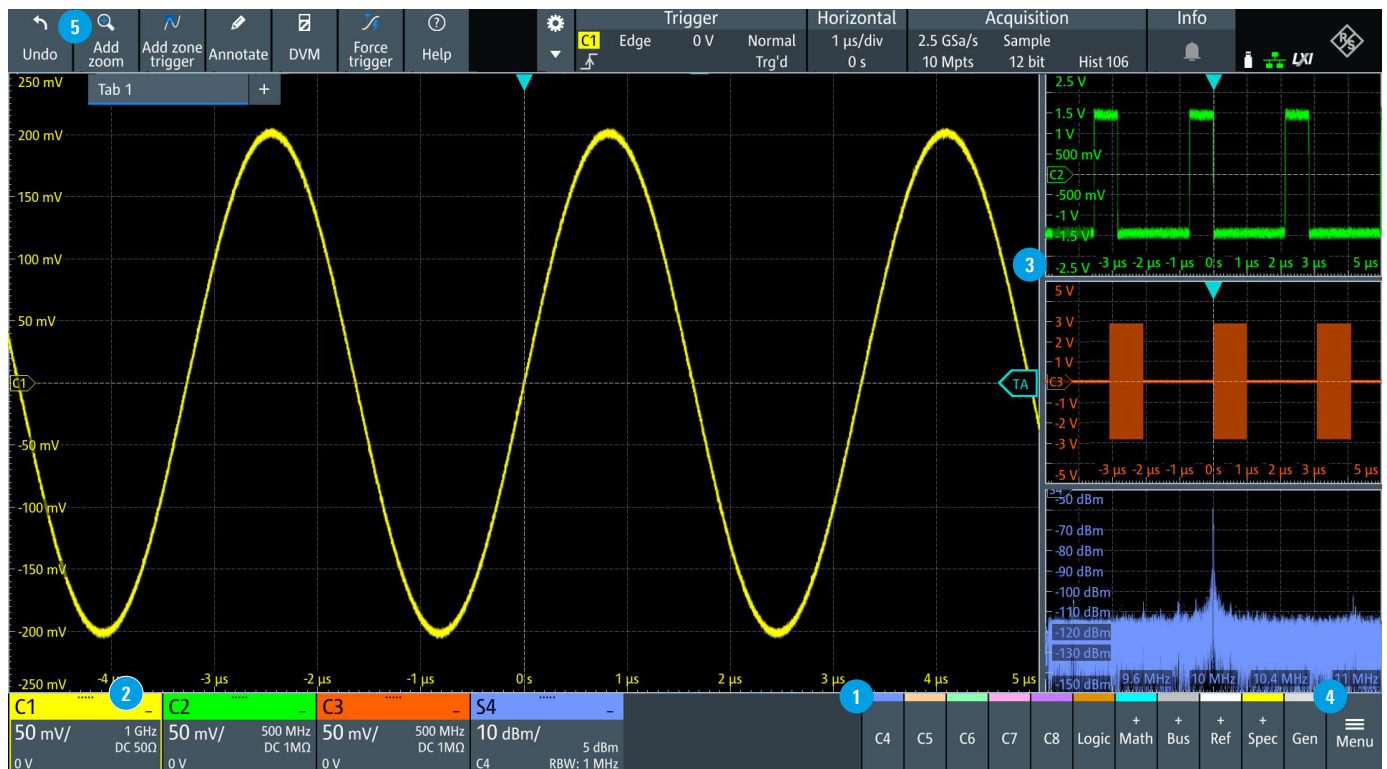 5
Undo
Add zoom
Add zone trigger
Annotate
DVM
Force trigger
?
Help
Trigger
C1 Edge 0 V Normal
Trg'd
Horizontal
1 µs/div
0 s
Acquisition
2.5 GSa/s Sample
10 Mpts 12 bit Hist 106
Info
LXI
R&S
Tab 1 +
250 mV
200 mV
150 mV
100 mV
50 mV
C1
-50 mV
-100 mV
-150 mV
-200 mV
-250 mV
TA
-3 µs -2 µs -1 µs 0 s 1 µs 2 µs 3 µs 4 µs 5 µs
2.5 V
1.5 V
1 V
500 mV
C2
-500 mV
-1 V
-1.5 V
-2.5 V
-3 µs -2 µs -1 µs 0 s 1 µs 2 µs 3 µs 5 µs
3
5 V
3 V
2 V
1 V
C3
-1 V
-2 V
-3 V
-5 V
-3 µs -2 µs -1 µs 0 s 1 µs 2 µs 3 µs 5 µs
-50 dBm
-70 dBm
-80 dBm
-90 dBm
-100 dBm
-110 dBm
-120 dBm
-130 dBm
-150 dBm
9.6 MHz 10 MHz 10.4 MHz 11 MHz
2
C1
50 mV/ 1 GHz
DC 50Ω
0 V
C2
50 mV/ 500 MHz
DC 1MΩ
0 V
C3
50 mV/ 500 MHz
DC 1MΩ
0 V
S4
10 dBm/
5 dBm
C4 RBW: 1 MHz
1
C4
C5
C6
C7
C8
Logic
+
Math
+
Bus
+
Ref
+
Spec
Gen
4
Menu